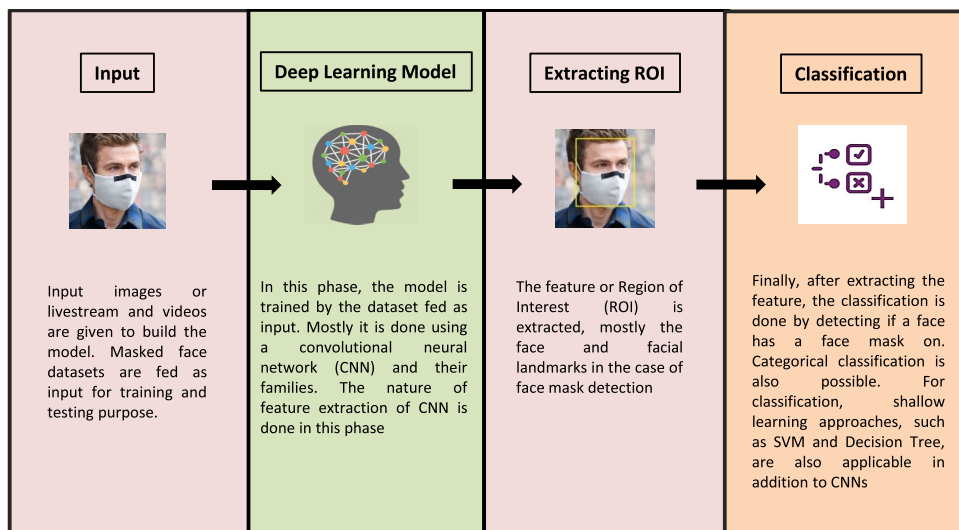 Input
Input images or
livestream and videos
are given to build the
model. Masked face
datasets are fed as
input for training and
testing purpose.
Deep Learning Model
In this phase, the model is
trained by the dataset fed as
input. Mostly it is done using
a convolutional neural
network (CNN) and their
families. The nature of
feature extraction of CNN is
done in this phase
Extracting ROI
The feature or Region of
Interest (ROI) is
extracted, mostly the
face and facial
landmarks in the case of
face mask detection
Classification
Finally, after extracting the
feature, the classification is
done by detecting if a face
has a face mask on.
Categorical classification is
also possible. For
classification, shallow
learning approaches, such
as SVM and Decision Tree,
are also applicable in
addition to CNNs